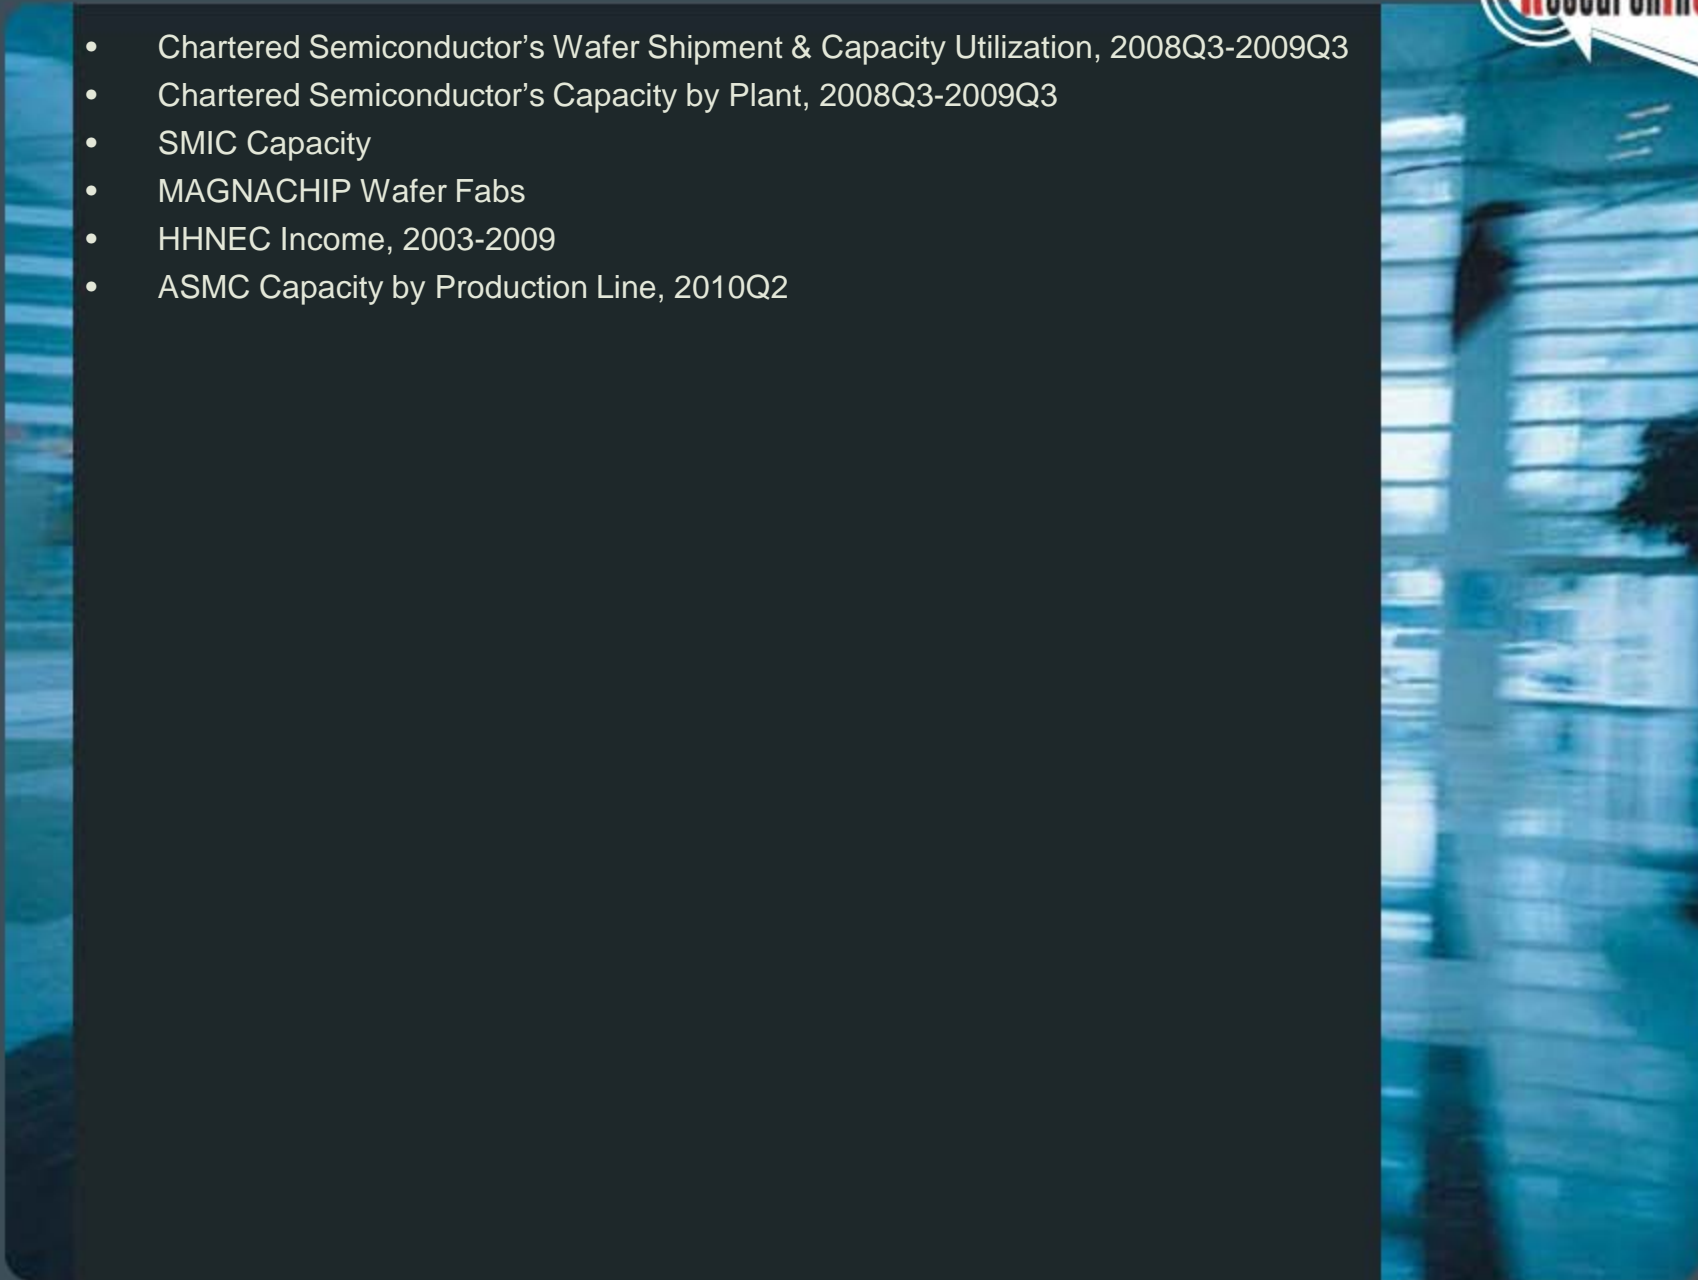 • Chartered Semiconductor’s Wafer Shipment & Capacity Utilization, 2008Q3-2009Q3
• Chartered Semiconductor’s Capacity by Plant, 2008Q3-2009Q3
• SMIC Capacity
• MAGNACHIP Wafer Fabs
• HHNEC Income, 2003-2009
• ASMC Capacity by Production Line, 2010Q2